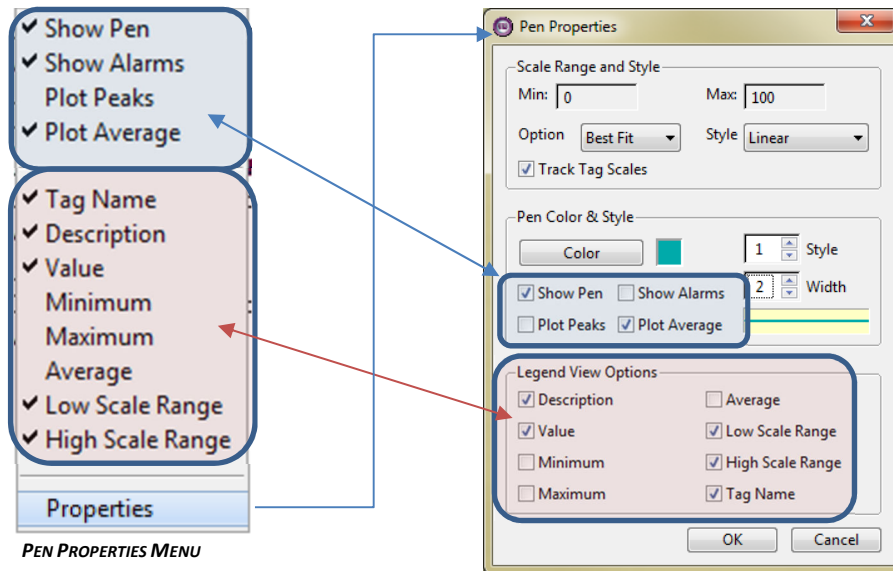 Show Pen
Show Alarms
Plot Peaks
Plot Average
Tag Name
Description
Value
Minimum
Maximum
Average
Low Scale Range
High Scale Range
Properties
PEN PROPERTIES MENU
Pen Properties
Scale Range and Style
Min: 0 Max: 100
Option Best Fit Style Linear
Track Tag Scales
Pen Color & Style
Color 1 Style
2 Width
Show Pen Show Alarms
Plot Peaks Plot Average
Legend View Options
Description Average
Value Low Scale Range
Minimum High Scale Range
Maximum Tag Name
OK Cancel